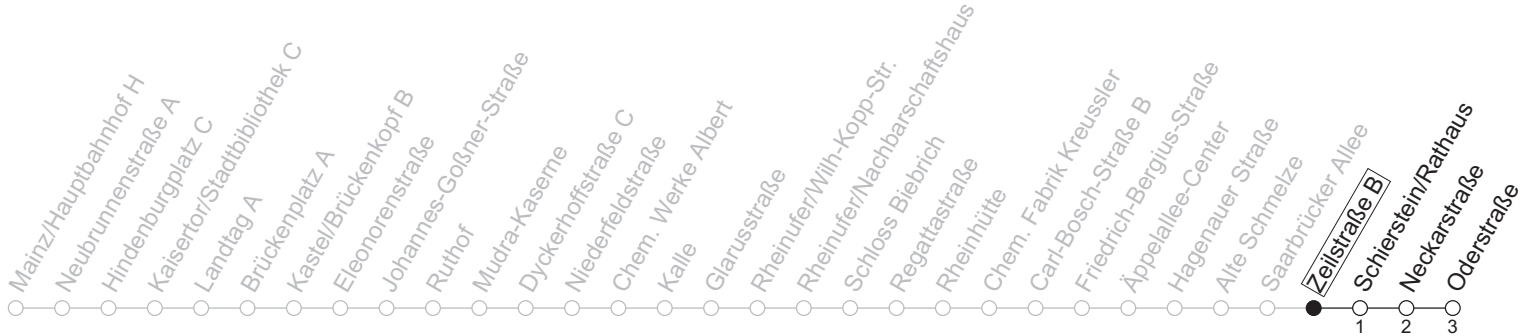 Mainz/Hauptbahnhof H
Neubrunnenstraße A
Hindenburgplatz C
Kaisertor/Stadtbibliothek C
Landtag A
Brückenplatz A
Kastel/Brückenkopf B
Eleonorenstraße
Johannes-Goßner-Straße
Ruthof
Mudra-Kaserne
Dyckerhoffstraße C
Niederfeldstraße
Chem. Werke Albert
Kalle
Glarusstraße
Rheinufer/Wilh-Kopp-Str.
Rheinufer/Nachbarschaftshaus
Schloss Biebrich
Regattastraße
Rheinhütte
Chem. Fabrik Kreussler
Carl-Bosch-Straße B
Friedrich-Bergius-Straße
Äppelallee-Center
Hagenauer Straße
Alte Schmelze
Saarbrücker Allee
Zeilstraße B
Schierstein/Rathaus
Neckarstraße
Oderstraße
1 2 3